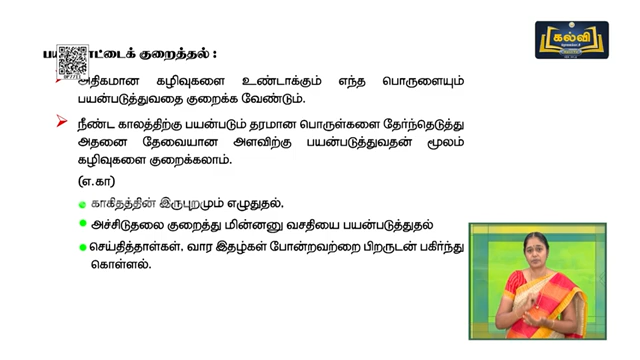 கல்வி
குறைத்தல் :
அதிகமான கழிவுகளை உண்டாக்கும் எந்த பொருளையும்
பயன்படுத்துவதை குறைக்க வேண்டும்.
நீண்ட காலத்திற்கு பயன்படும் தரமான பொருள்களை தேர்ந்தெடுத்து
அதனை தேவையான அளவிற்கு பயன்படுத்துவதன் மூலம்
கழிவுகளை குறைக்கலாம்.
(எ.கா)
காகிதத்தின் இருபுறமும் எழுதுதல்,
அச்சிடுதலை குறைத்து மின்னனு வசதியை பயன்படுத்துதல்
செய்தித்தாள்கள், வார இதழ்கள் போன்றவற்றை பிறருடன் பகிர்ந்து
கொள்ளல்.